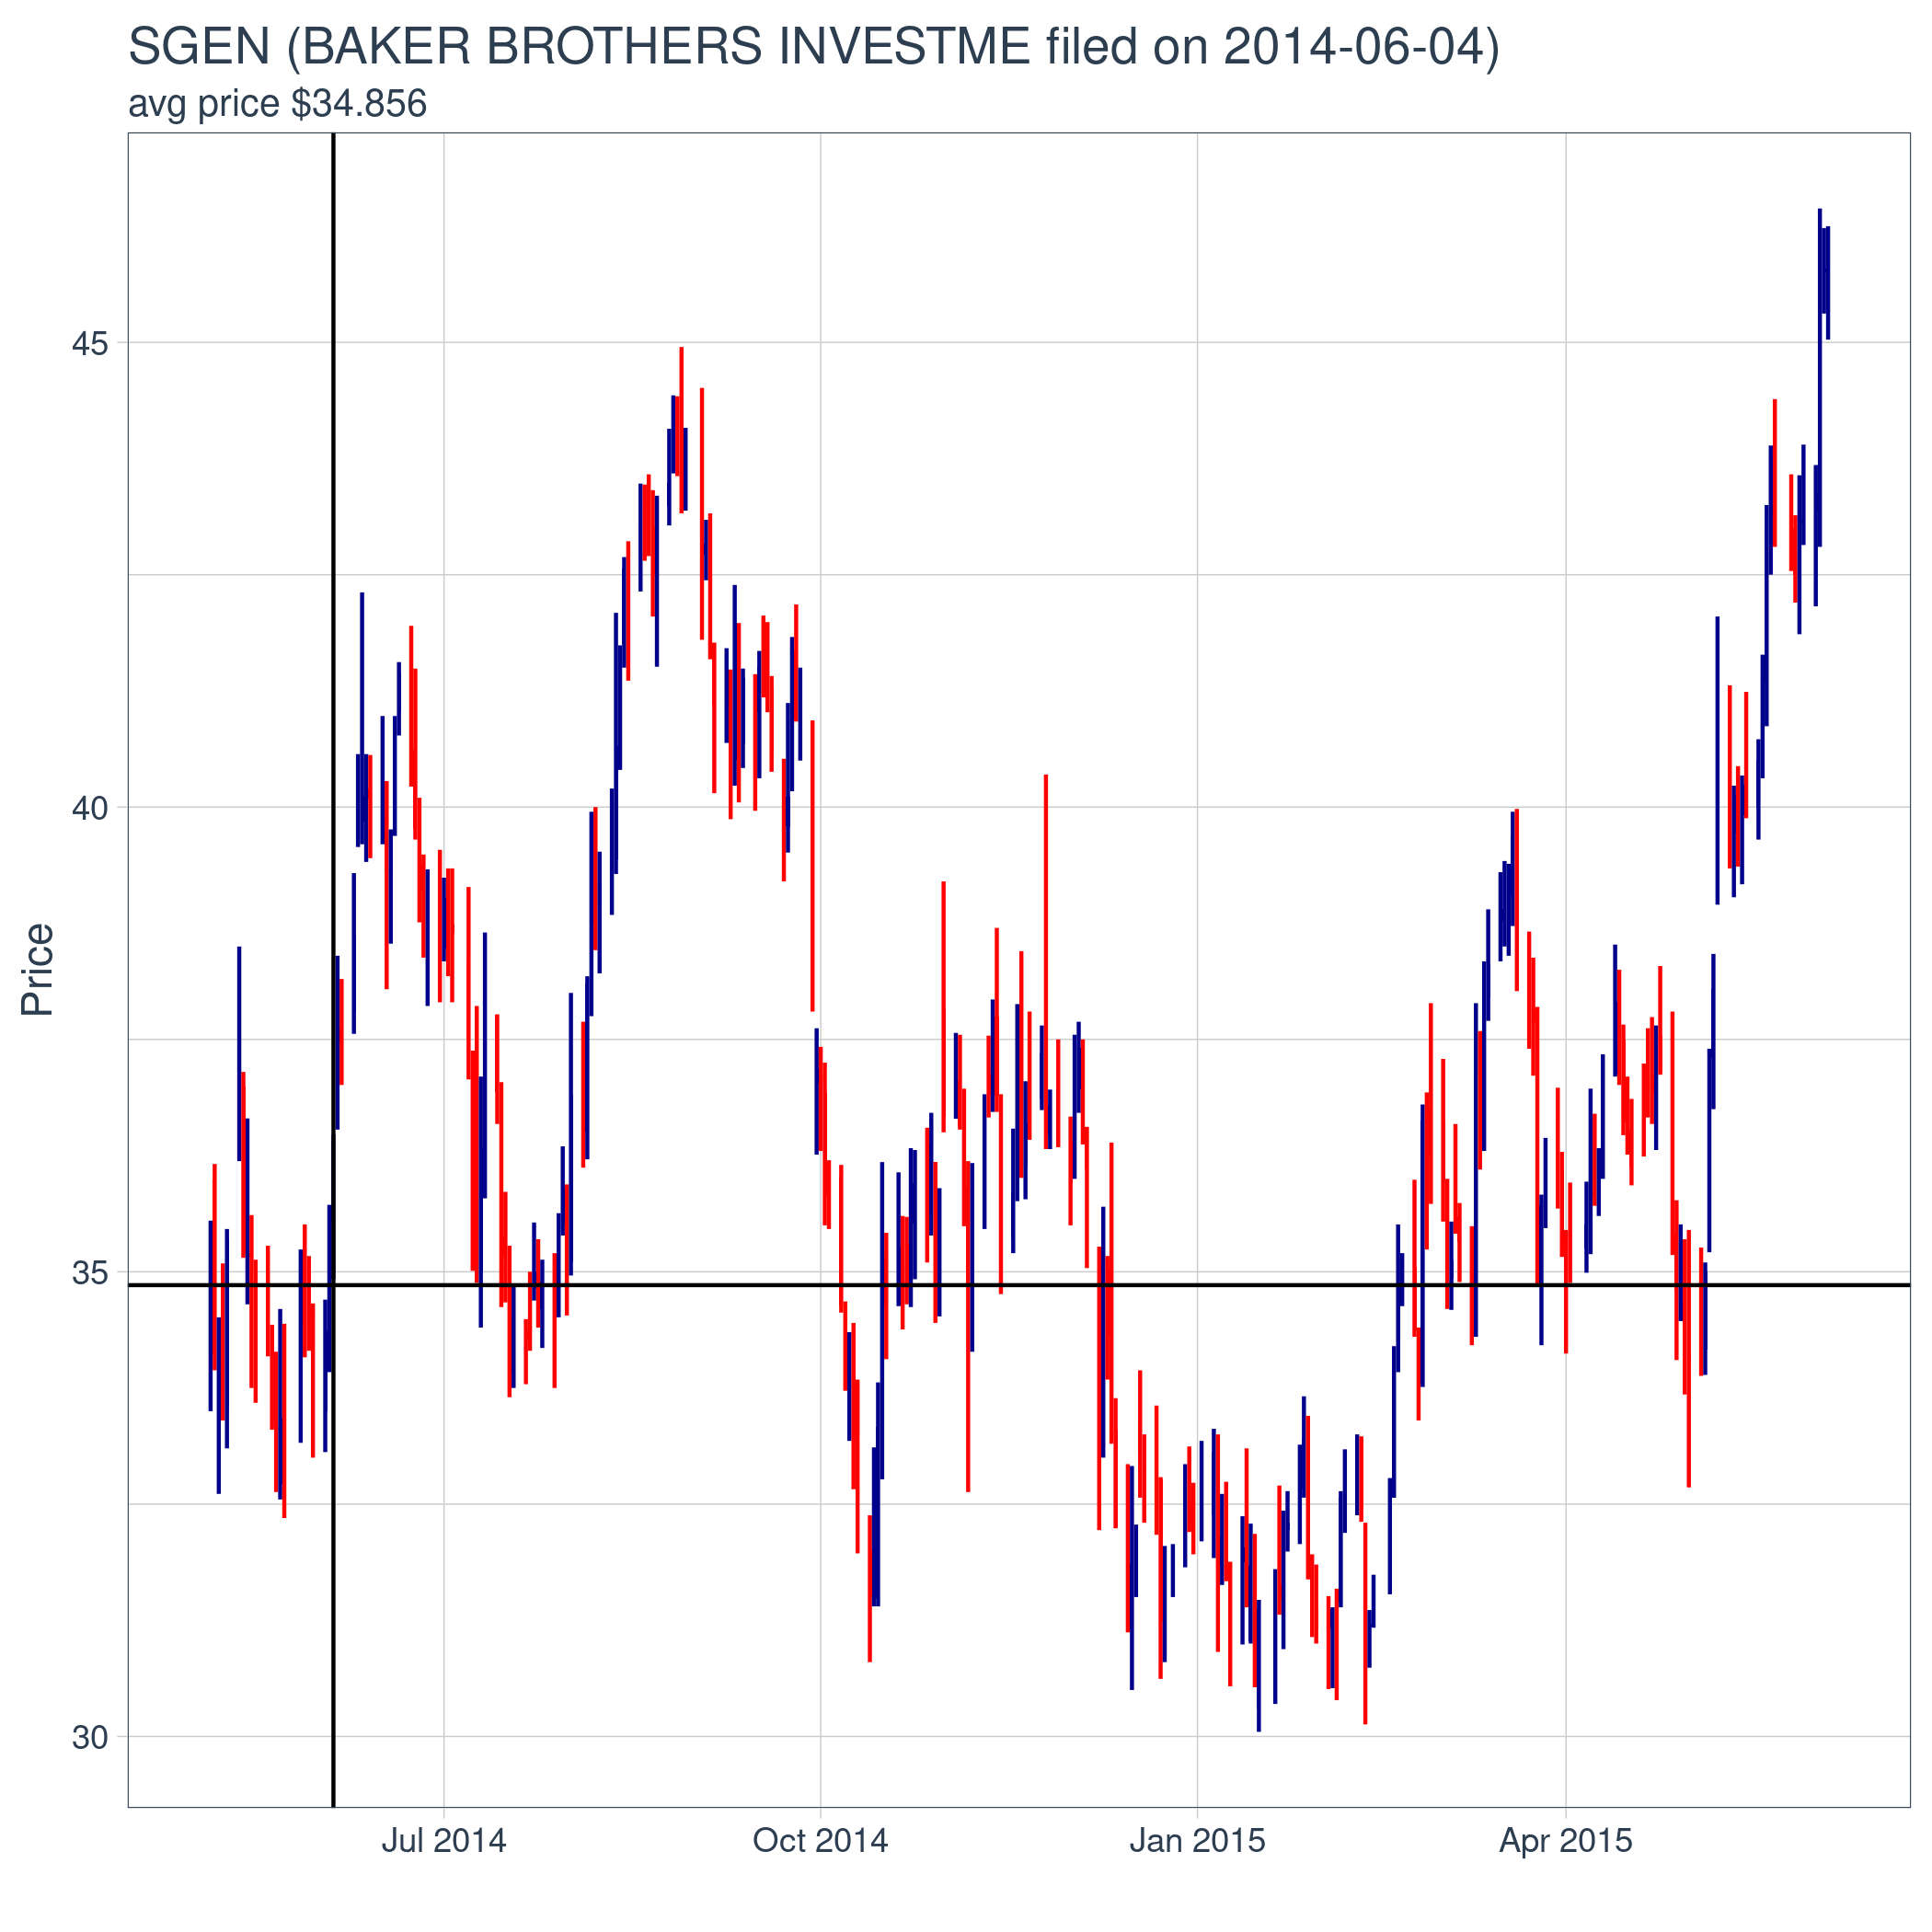 SGEN (BAKER BROTHERS INVESTME filed on 2014-06-04)
avg price $34.856
Price
45
40
35
30
Jul 2014
Oct 2014
Jan 2015
Apr 2015